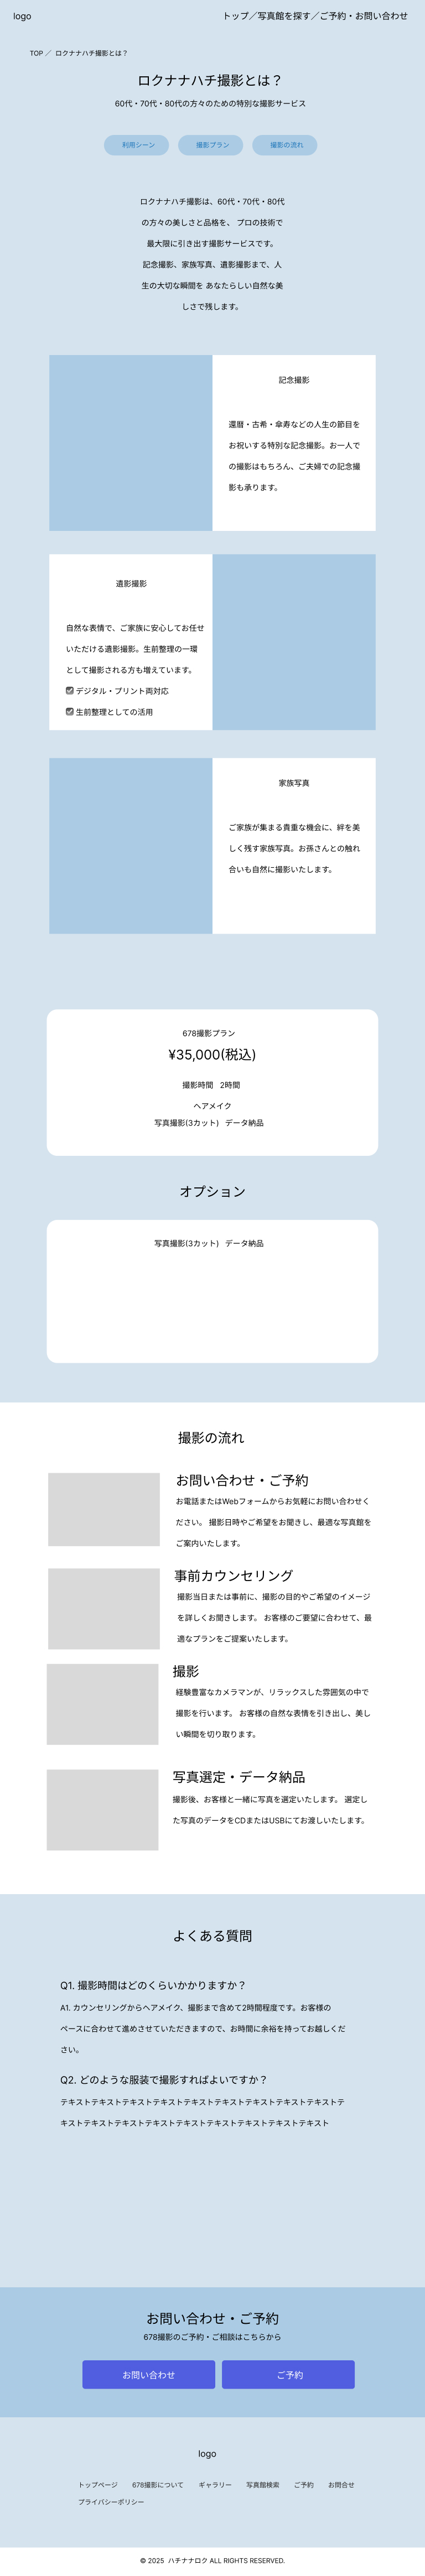 logo
トップ／写真館を探す／ご予約・お問い合わせ
TOP ／ ロクナナハチ撮影とは？
ロクナナハチ撮影とは？
60代・70代・80代の方々のための特別な撮影サービス
利用シーン
撮影プラン
撮影の流れ
ロクナナハチ撮影は、60代・70代・80代
の方々の美しさと品格を、 プロの技術で
最大限に引き出す撮影サービスです。
記念撮影、家族写真、遺影撮影まで、人
生の大切な瞬間を あなたらしい自然な美
しさで残します。
記念撮影
還暦・古希・傘寿などの人生の節目を
お祝いする特別な記念撮影。お一人で
の撮影はもちろん、ご夫婦での記念撮
影も承ります。
遺影撮影
自然な表情で、ご家族に安心してお任せ
いただける遺影撮影。生前整理の一環
として撮影される方も増えています。
☑ デジタル・プリント両対応
☑ 生前整理としての活用
家族写真
ご家族が集まる貴重な機会に、絆を美
しく残す家族写真。お孫さんとの触れ
合いも自然に撮影いたします。
678撮影プラン
¥35,000(税込)
撮影時間 2時間
ヘアメイク
写真撮影(3カット) データ納品
オプション
写真撮影(3カット) データ納品
撮影の流れ
お問い合わせ・ご予約
お電話またはWebフォームからお気軽にお問い合わせく
ださい。 撮影日時やご希望をお聞きし、最適な写真館を
ご案内いたします。
事前カウンセリング
撮影当日または事前に、撮影の目的やご希望のイメージ
を詳しくお聞きします。 お客様のご要望に合わせて、最
適なプランをご提案いたします。
撮影
経験豊富なカメラマンが、リラックスした雰囲気の中で
撮影を行います。 お客様の自然な表情を引き出し、美し
い瞬間を切り取ります。
写真選定・データ納品
撮影後、お客様と一緒に写真を選定いたします。 選定し
た写真のデータをCDまたはUSBにてお渡しいたします。
よくある質問
Q1. 撮影時間はどのくらいかかりますか？
A1. カウンセリングからヘアメイク、撮影まで含めて2時間程度です。お客様の
ペースに合わせて進めさせていただきますので、お時間に余裕を持ってお越しくだ
さい。
Q2. どのような服装で撮影すればよいですか？
テキストテキストテキストテキストテキストテキストテキストテキストテキストテ
キストテキストテキストテキストテキストテキストテキストテキストテキスト
お問い合わせ・ご予約
678撮影のご予約・ご相談はこちらから
お問い合わせ
ご予約
logo
トップページ 678撮影について ギャラリー 写真館検索 ご予約 お問合せ
プライバシーポリシー
© 2025 ハチナナロク ALL RIGHTS RESERVED.